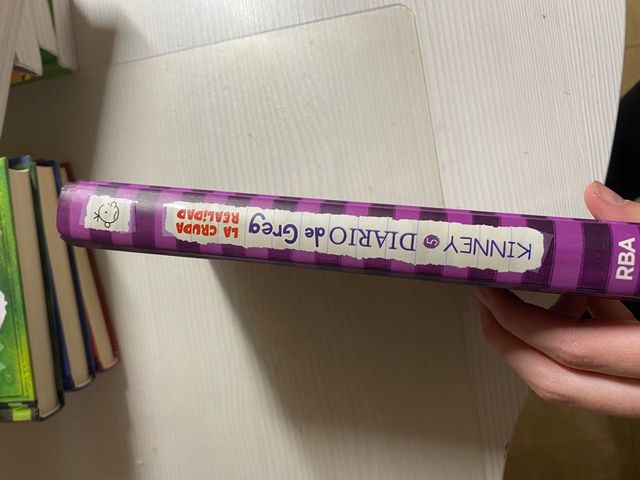 KINNEY 5 DIARIO de Greg
LA CRUDA
REALIDAD
RBA